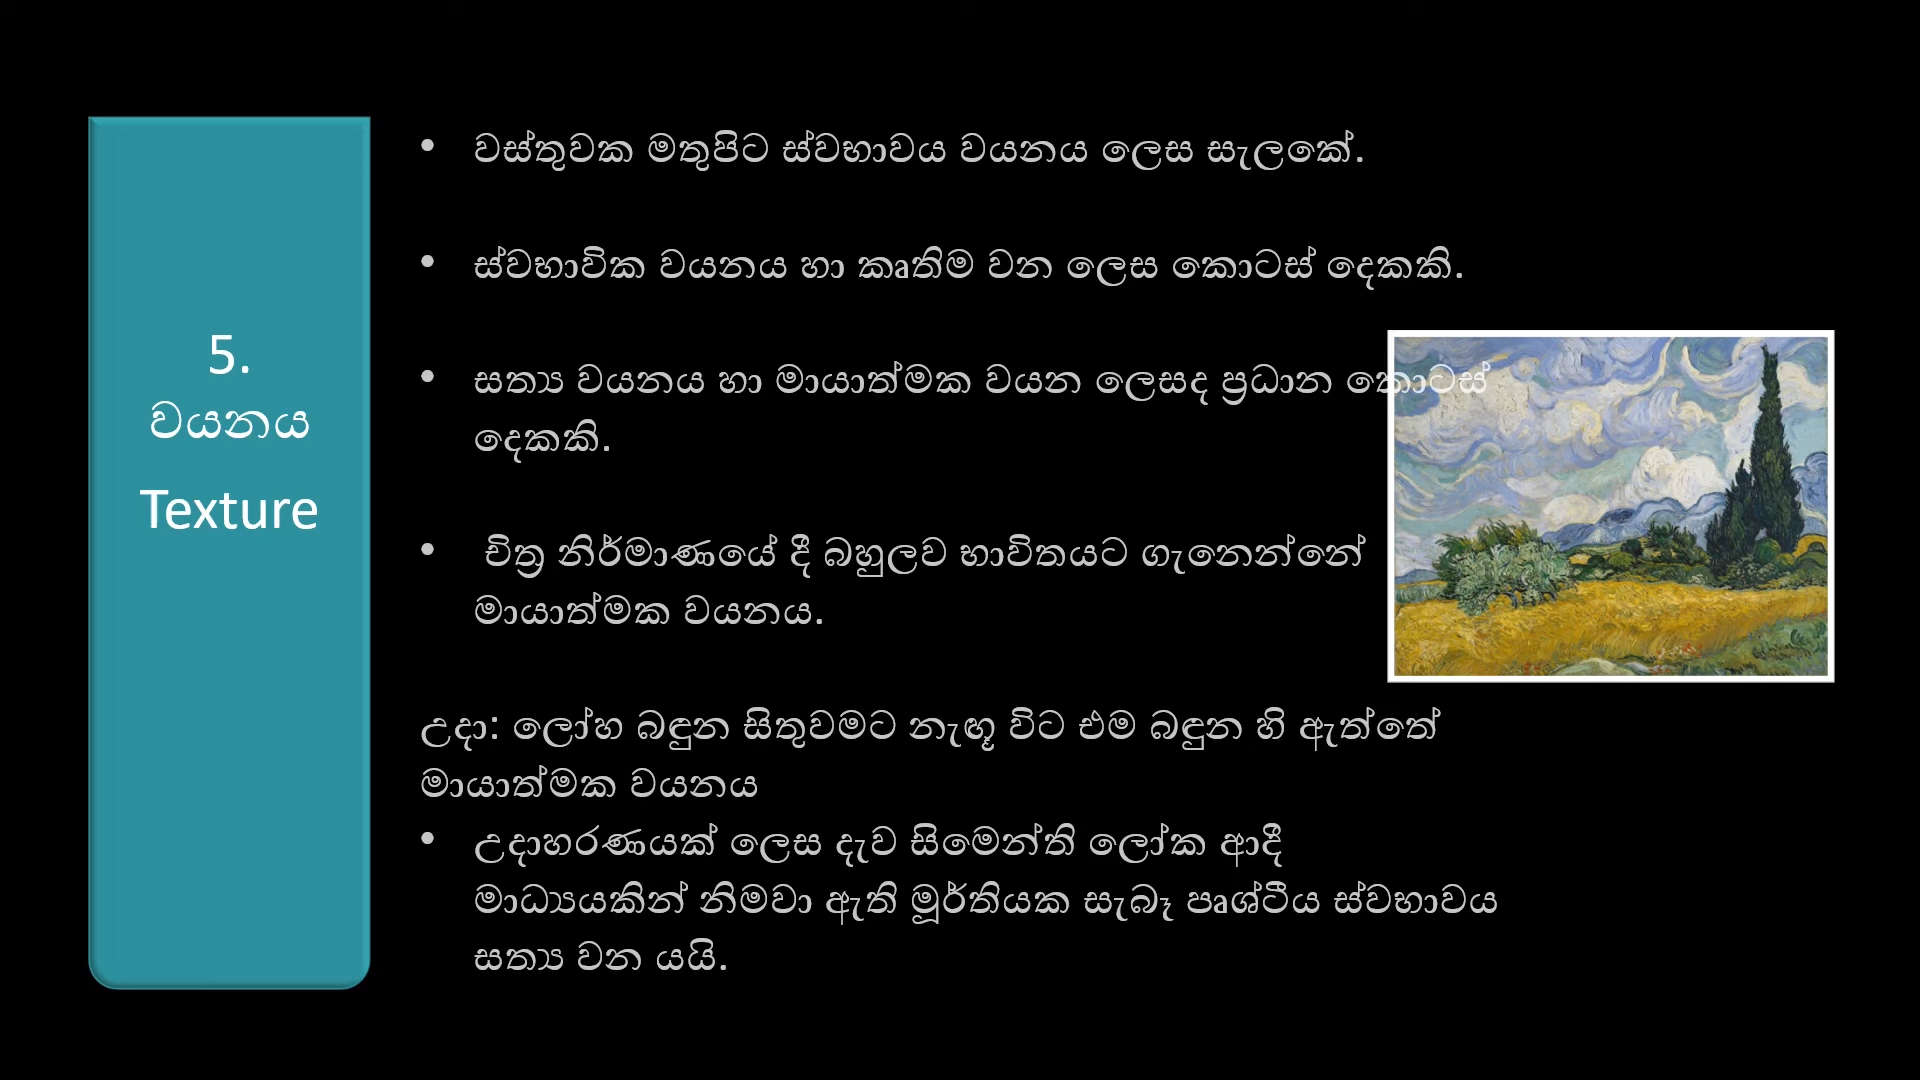 5.
වයනය
Texture
• වස්තුවක මතුපිට ස්වභාවය වයනය ලෙස සැලකේ.
• ස්වභාවික වයනය හා කෘතිම වන ලෙස කොටස් දෙකකි.
• සත්‍ය වයනය හා මායාත්මක වයන ලෙසද ප්‍රධාන කොටස්
දෙකකි.
• චිත්‍ර නිර්මාණයේ දී බහුලව භාවිතයට ගැනෙන්නේ
මායාත්මක වයනය.
උදා: ලෝහ බඳුන සිතුවමට නැඟූ විට එම බඳුන හි ඇත්තේ
මායාත්මක වයනය
• උදාහරණයක් ලෙස දැව සිමෙන්ති ලෝක ආදී
මාධ්‍යයකින් නිමවා ඇති මූර්තියක සැබෑ පෘශ්ටීය ස්වභාවය
සත්‍ය වන යයි.